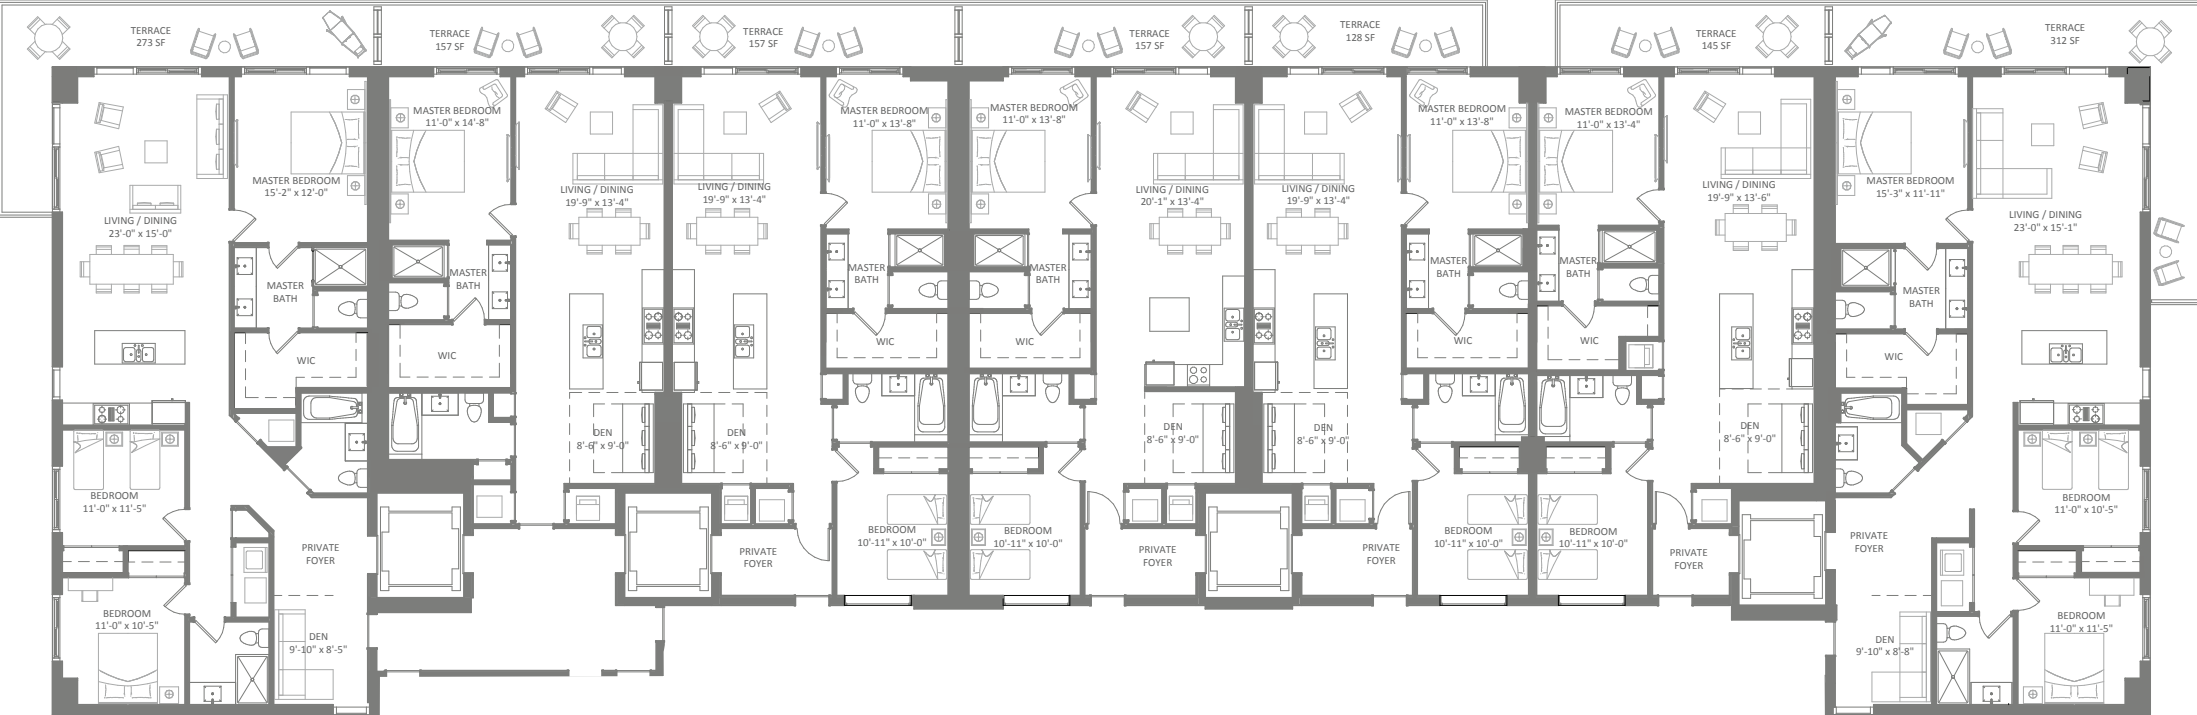 TERRACE
273 SF
TERRACE
157 SF
TERRACE
157 SF
TERRACE
157 SF
TERRACE
128 SF
TERRACE
145 SF
TERRACE
312 SF
MASTER BEDROOM
15'-2" x 12'-0"
LIVING / DINING
23'-0" x 15'-0"
MASTER
BATH
WIC
BEDROOM
11'-0" x 11'-5"
PRIVATE
FOYER
BEDROOM
11'-0" x 10'-5"
DEN
9'-10" x 8'-5"
MASTER BEDROOM
11'-0" x 14'-8"
LIVING / DINING
19'-9" x 13'-4"
MASTER
BATH
WIC
DEN
8'-6" x 9'-0"
MASTER BEDROOM
11'-0" x 13'-8"
LIVING / DINING
19'-9" x 13'-4"
MASTER
BATH
WIC
DEN
8'-6" x 9'-0"
BEDROOM
10'-11" x 10'-0"
PRIVATE
FOYER
MASTER BEDROOM
11'-0" x 13'-8"
LIVING / DINING
20'-1" x 13'-4"
MASTER
BATH
WIC
DEN
8'-6" x 9'-0"
BEDROOM
10'-11" x 10'-0"
PRIVATE
FOYER
MASTER BEDROOM
11'-0" x 13'-8"
LIVING / DINING
19'-9" x 13'-4"
MASTER
BATH
WIC
DEN
8'-6" x 9'-0"
BEDROOM
10'-11" x 10'-0"
PRIVATE
FOYER
MASTER BEDROOM
11'-0" x 13'-4"
LIVING / DINING
19'-9" x 13'-6"
MASTER
BATH
WIC
DEN
8'-6" x 9'-0"
BEDROOM
10'-11" x 10'-0"
PRIVATE
FOYER
MASTER BEDROOM
15'-3" x 11'-11"
LIVING / DINING
23'-0" x 15'-1"
MASTER
BATH
WIC
BEDROOM
11'-0" x 10'-5"
PRIVATE
FOYER
BEDROOM
11'-0" x 11'-5"
DEN
9'-10" x 8'-8"